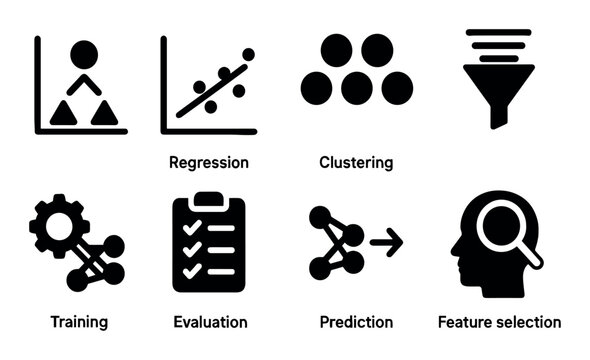 Regression
Clustering
Training
Evaluation
Prediction
Feature selection